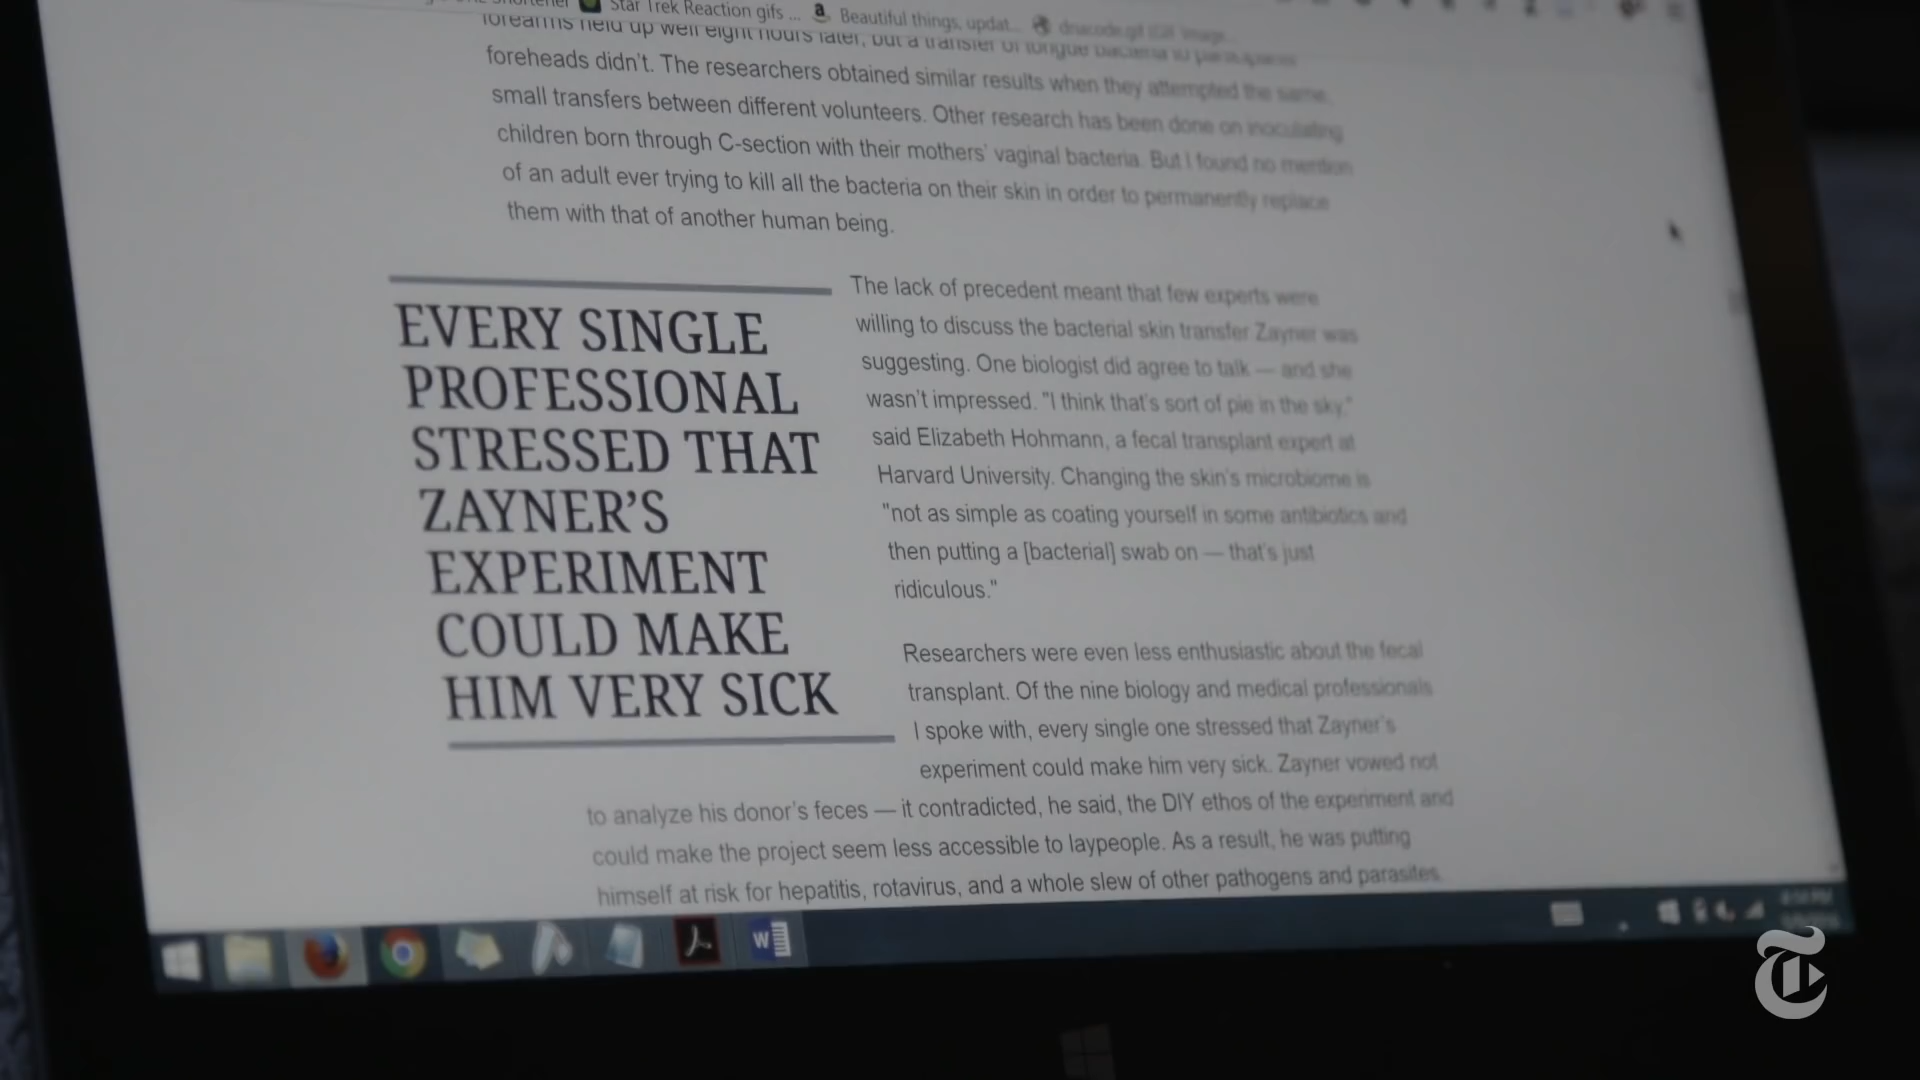 Shortener
Star Trek Reaction gifs ...
Beautiful things, updat...
dnacode.gif (GIF Image...
forearms held up well eight hours later, but a transfer of tongue bacteria to participants'
foreheads didn't. The researchers obtained similar results when they attempted the same
small transfers between different volunteers. Other research has been done on inoculating
children born through C-section with their mothers' vaginal bacteria. But I found no mention
of an adult ever trying to kill all the bacteria on their skin in order to permanently replace
them with that of another human being.
EVERY SINGLE
PROFESSIONAL
STRESSED THAT
ZAYNER'S
EXPERIMENT
COULD MAKE
HIM VERY SICK
The lack of precedent meant that few experts were
willing to discuss the bacterial skin transfer Zayner was
suggesting. One biologist did agree to talk — and she
wasn't impressed. "I think that's sort of pie in the sky,"
said Elizabeth Hohmann, a fecal transplant expert at
Harvard University. Changing the skin's microbiome is
"not as simple as coating yourself in some antibiotics and
then putting a [bacterial] swab on — that's just
ridiculous."
Researchers were even less enthusiastic about the fecal
transplant. Of the nine biology and medical professionals
I spoke with, every single one stressed that Zayner's
experiment could make him very sick. Zayner vowed not
to analyze his donor's feces — it contradicted, he said, the DIY ethos of the experiment and
could make the project seem less accessible to laypeople. As a result, he was putting
himself at risk for hepatitis, rotavirus, and a whole slew of other pathogens and parasites.
W
T